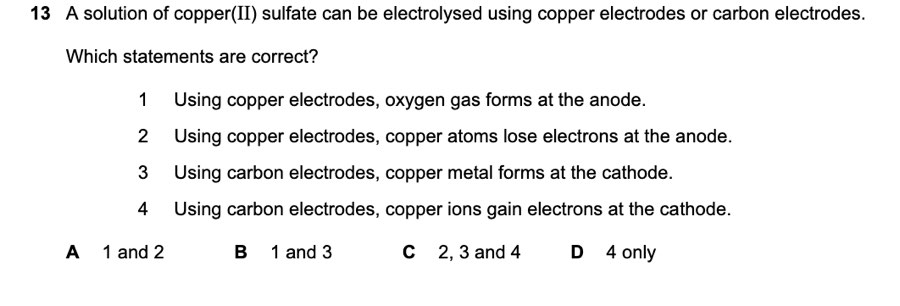 13 A solution of copper(II) sulfate can be electrolysed using copper electrodes or carbon electrodes.
Which statements are correct?
1 Using copper electrodes, oxygen gas forms at the anode.
2 Using copper electrodes, copper atoms lose electrons at the anode.
3 Using carbon electrodes, copper metal forms at the cathode.
4 Using carbon electrodes, copper ions gain electrons at the cathode.
A 1 and 2 B 1 and 3 C 2, 3 and 4 D 4 only